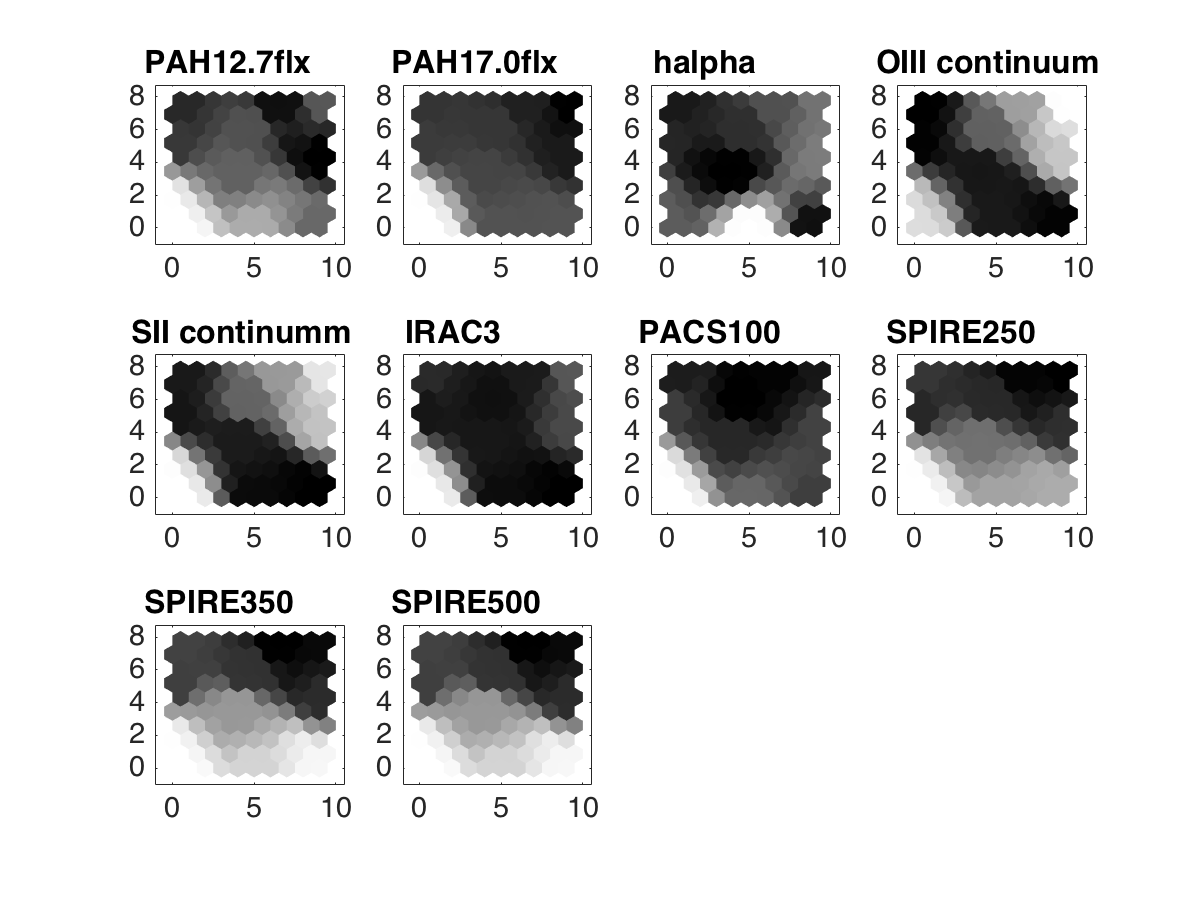 PAH12.7flx PAH17.0flx halpha OIII continuum
8 8 8 8
6 6 6 6
4 4 4 4
2 2 2 2
0 0 0 0
0 5 10 0 5 10 0 5 10 0 5 10
SII continumm IRAC3 PACS100 SPIRE250
8 8 8 8
6 6 6 6
4 4 4 4
2 2 2 2
0 0 0 0
0 5 10 0 5 10 0 5 10 0 5 10
SPIRE350 SPIRE500
8 8
6 6
4 4
2 2
0 0
0 5 10 0 5 10